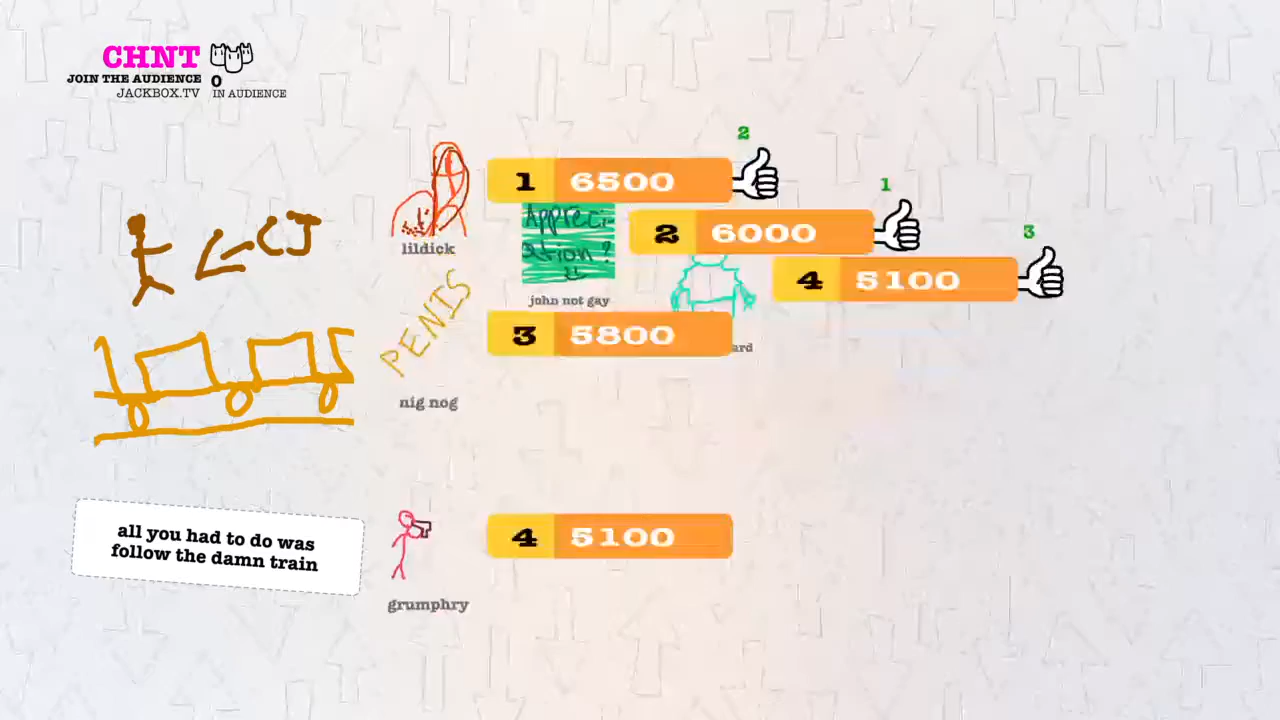 CHNT
JOIN THE AUDIENCE
JACKBOX.TV
0
IN AUDIENCE
CJ
all you had to do was
follow the damn train
1 6500
2
lildick
Appreci-
ation?
john not gay
2 6000
1
4 5100
3
ard
PENIS
3 5800
nig nog
4 5100
grumphry